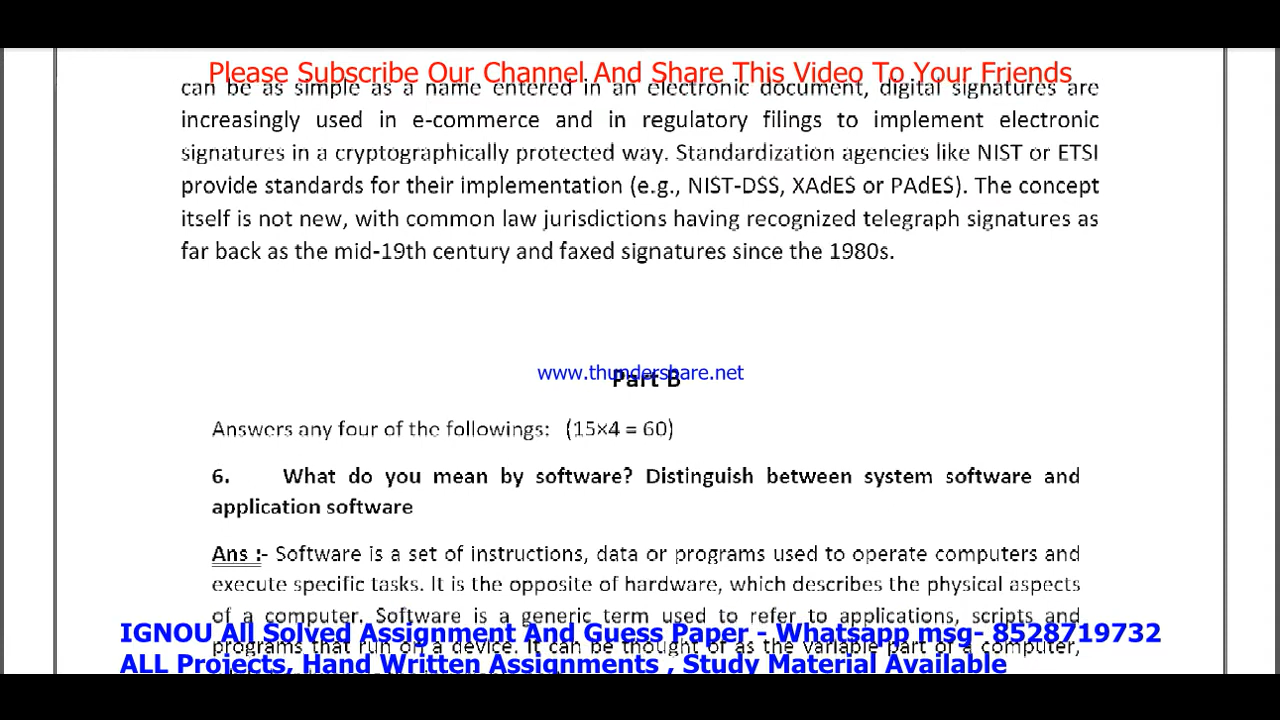 Please Subscribe Our Channel And Share This Video To Your Friends
can be as simple as a name entered in an electronic document, digital signatures are
increasingly used in e-commerce and in regulatory filings to implement electronic
signatures in a cryptographically protected way. Standardization agencies like NIST or ETSI
provide standards for their implementation (e.g., NIST-DSS, XAdES or PAdES). The concept
itself is not new, with common law jurisdictions having recognized telegraph signatures as
far back as the mid-19th century and faxed signatures since the 1980s.
www.thundershare.net
Part B
Answers any four of the followings: (15×4 = 60)
6. What do you mean by software? Distinguish between system software and
application software
Ans :- Software is a set of instructions, data or programs used to operate computers and
execute specific tasks. It is the opposite of hardware, which describes the physical aspects
of a computer. Software is a generic term used to refer to applications, scripts and
IGNOU All Solved Assignment And Guess Paper - Whatsapp msg- 8528719732
programs that run on a device. It can be thought of as the variable part of a computer,
ALL Projects, Hand Written Assignments , Study Material Available